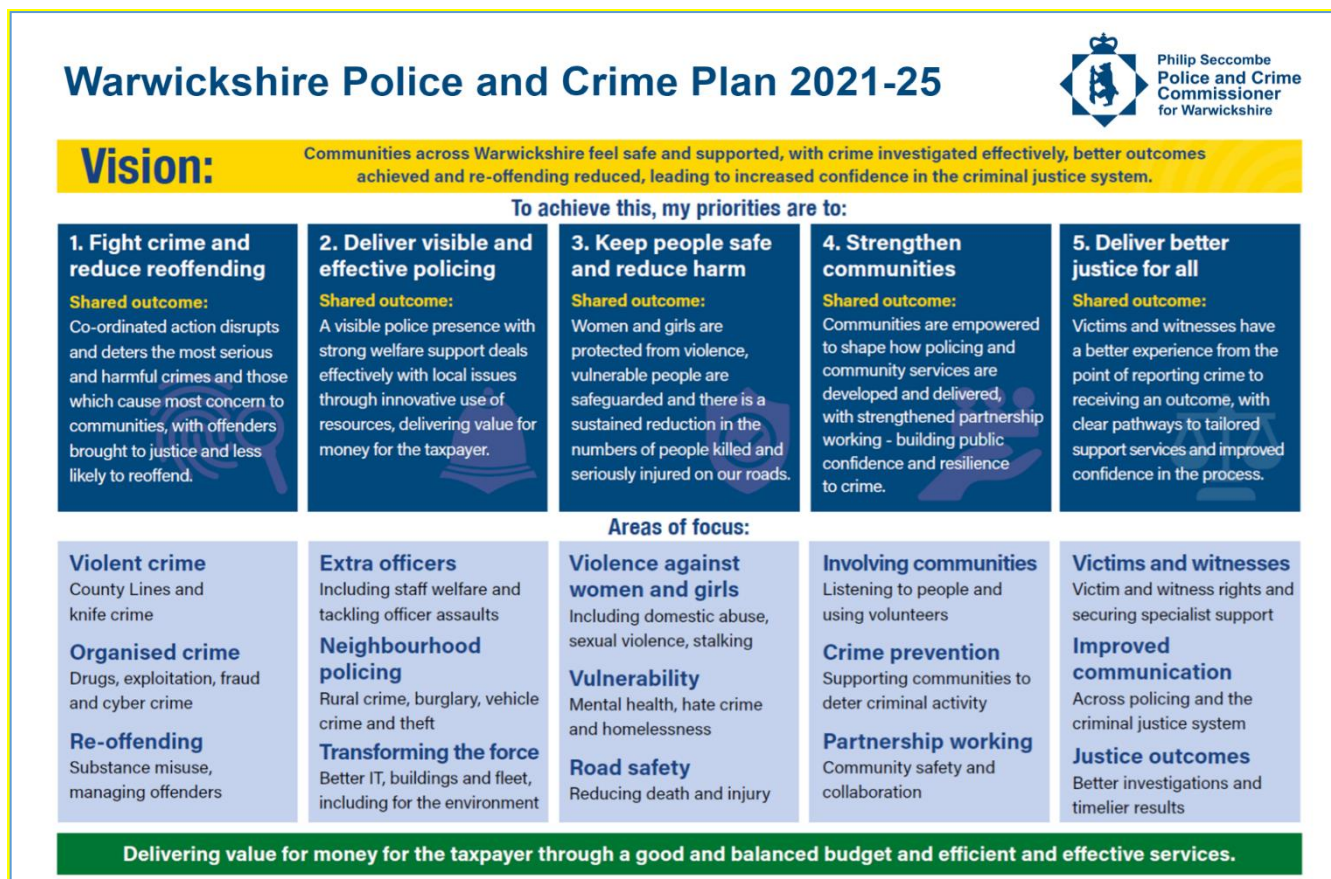 Warwickshire Police and Crime Plan 2021-25
Philip Seccombe
Police and Crime
Commissioner
for Warwickshire
Vision:
Communities across Warwickshire feel safe and supported, with crime investigated effectively, better outcomes
achieved and re-offending reduced, leading to increased confidence in the criminal justice system.
To achieve this, my priorities are to:
1. Fight crime and
reduce reoffending
Shared outcome:
Co-ordinated action disrupts
and deters the most serious
and harmful crimes and those
which cause most concern to
communities, with offenders
brought to justice and less
likely to reoffend.
2. Deliver visible and
effective policing
Shared outcome:
A visible police presence with
strong welfare support deals
effectively with local issues
through innovative use of
resources, delivering value for
money for the taxpayer.
3. Keep people safe
and reduce harm
Shared outcome:
Women and girls are
protected from violence,
vulnerable people are
safeguarded and there is a
sustained reduction in the
numbers of people killed and
seriously injured on our roads.
4. Strengthen
communities
Shared outcome:
Communities are empowered
to shape how policing and
community services are
developed and delivered,
with strengthened partnership
working - building public
confidence and resilience
to crime.
5. Deliver better
justice for all
Shared outcome:
Victims and witnesses have
a better experience from the
point of reporting crime to
receiving an outcome, with
clear pathways to tailored
support services and improved
confidence in the process.
Areas of focus:
Violent crime
County Lines and
knife crime
Organised crime
Drugs, exploitation, fraud
and cyber crime
Re-offending
Substance misuse,
managing offenders
Extra officers
Including staff welfare and
tackling officer assaults
Neighbourhood
policing
Rural crime, burglary, vehicle
crime and theft
Transforming the force
Better IT, buildings and fleet,
including for the environment
Violence against
women and girls
Including domestic abuse,
sexual violence, stalking
Vulnerability
Mental health, hate crime
and homelessness
Road safety
Reducing death and injury
Involving communities
Listening to people and
using volunteers
Crime prevention
Supporting communities to
deter criminal activity
Partnership working
Community safety and
collaboration
Victims and witnesses
Victim and witness rights and
securing specialist support
Improved
communication
Across policing and the
criminal justice system
Justice outcomes
Better investigations and
timelier results
Delivering value for money for the taxpayer through a good and balanced budget and efficient and effective services.